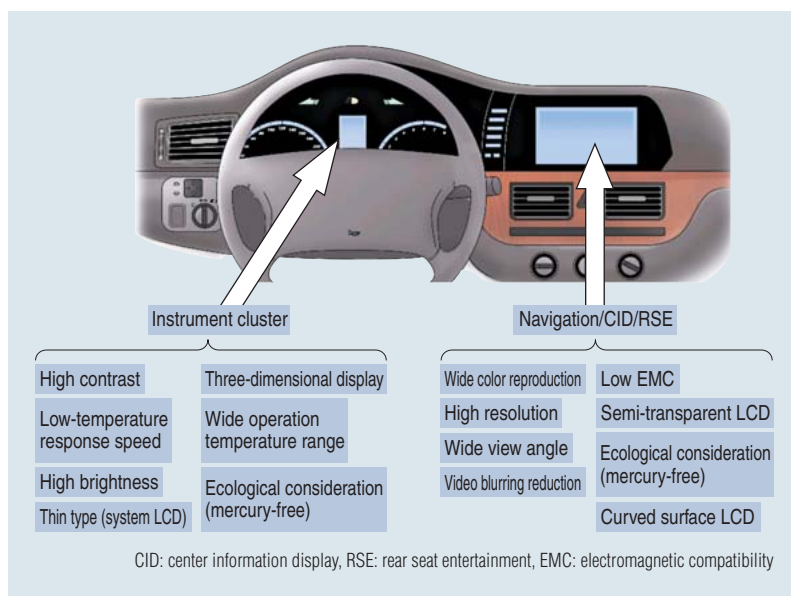 Instrument cluster
High contrast
Low-temperature
response speed
High brightness
Thin type (system LCD)
Three-dimensional display
Wide operation
temperature range
Ecological consideration
(mercury-free)
Navigation/CID/RSE
Wide color reproduction
High resolution
Wide view angle
Video blurring reduction
Low EMC
Semi-transparent LCD
Ecological consideration
(mercury-free)
Curved surface LCD
CID: center information display, RSE: rear seat entertainment, EMC: electromagnetic compatibility